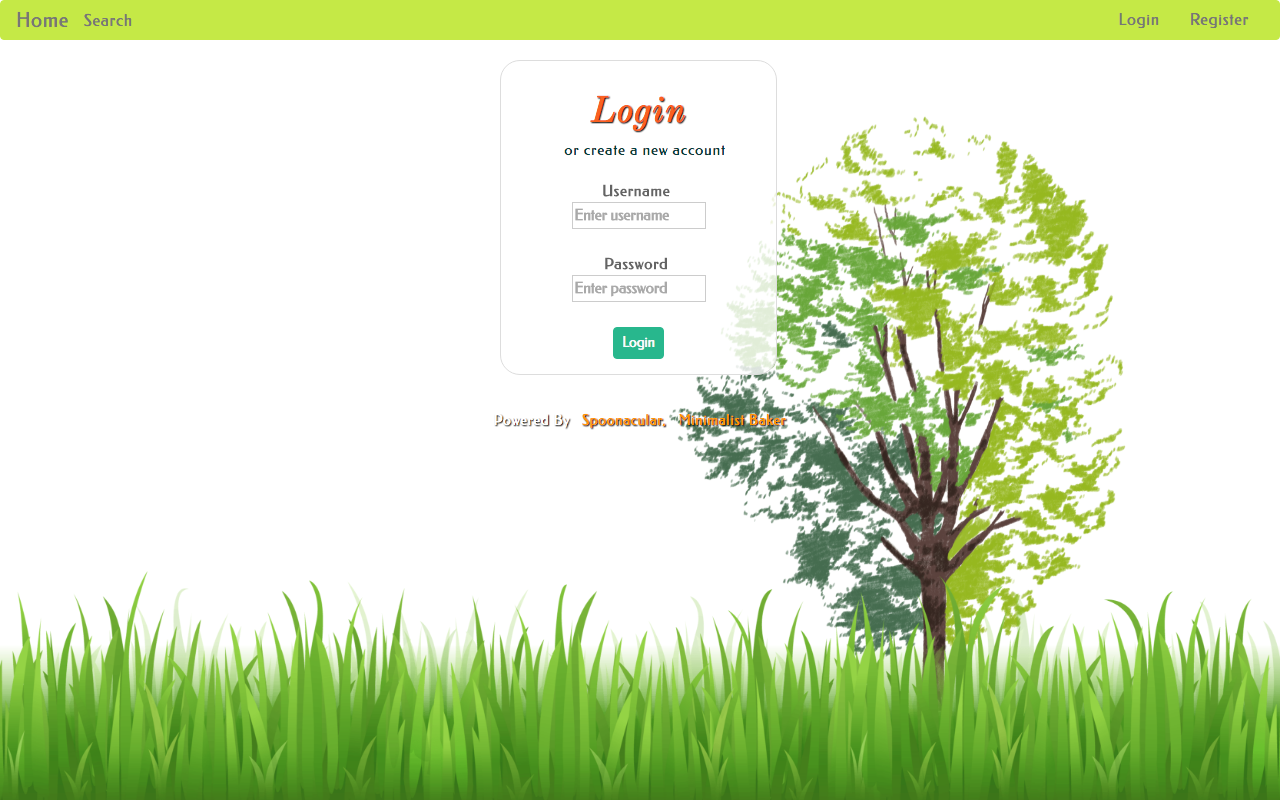 Home Search Login Register
Login
or create a new account
Username
Enter username
Password
Enter password
Login
Powered By Spoonacular, Minimalist Baker